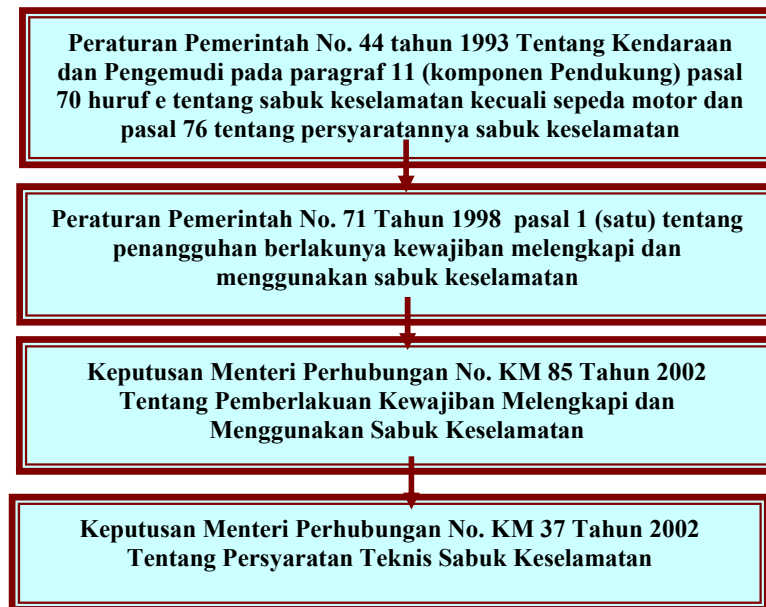 Peraturan Pemerintah No. 44 tahun 1993 Tentang Kendaraan
dan Pengemudi pada paragraf 11 (komponen Pendukung) pasal
70 huruf e tentang sabuk keselamatan kecuali sepeda motor dan
pasal 76 tentang persyaratannya sabuk keselamatan
Peraturan Pemerintah No. 71 Tahun 1998 pasal 1 (satu) tentang
penangguhan berlakunya kewajiban melengkapi dan
menggunakan sabuk keselamatan
Keputusan Menteri Perhubungan No. KM 85 Tahun 2002
Tentang Pemberlakuan Kewajiban Melengkapi dan
Menggunakan Sabuk Keselamatan
Keputusan Menteri Perhubungan No. KM 37 Tahun 2002
Tentang Persyaratan Teknis Sabuk Keselamatan